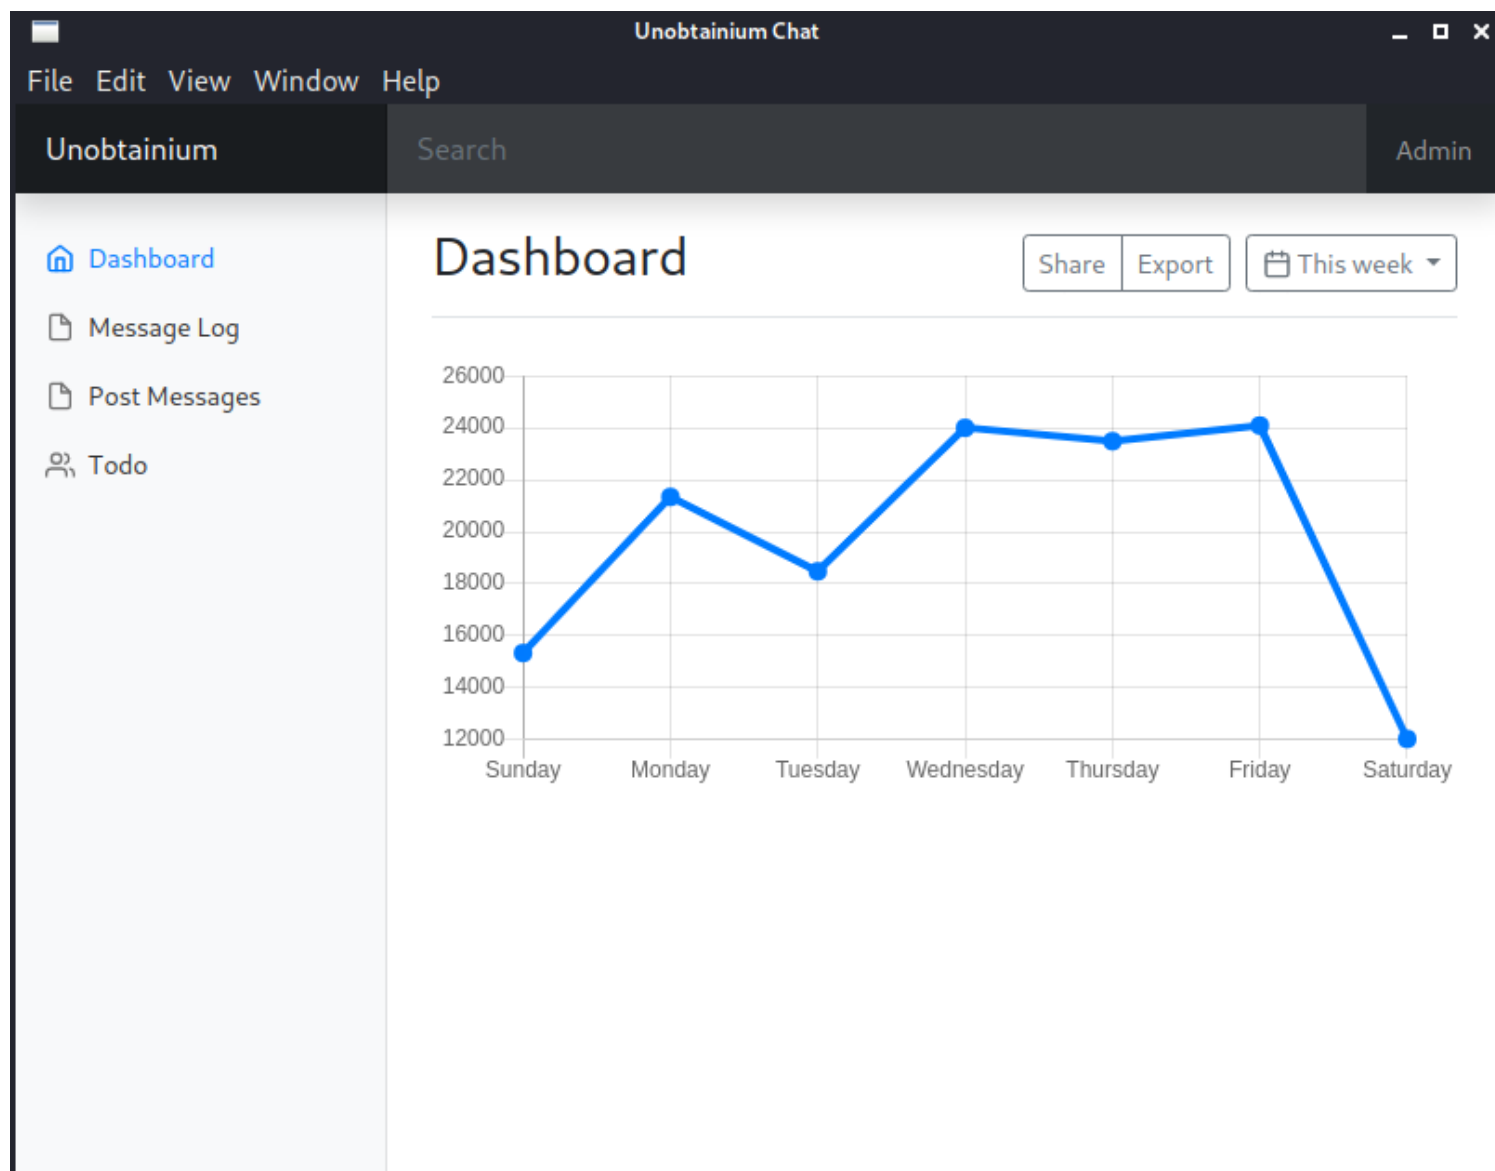 Unobtainium Chat
File Edit View Window Help
Unobtainium Search Admin
Dashboard
Message Log
Post Messages
Todo
Dashboard Share Export This week
26000
24000
22000
20000
18000
16000
14000
12000
Sunday Monday Tuesday Wednesday Thursday Friday Saturday